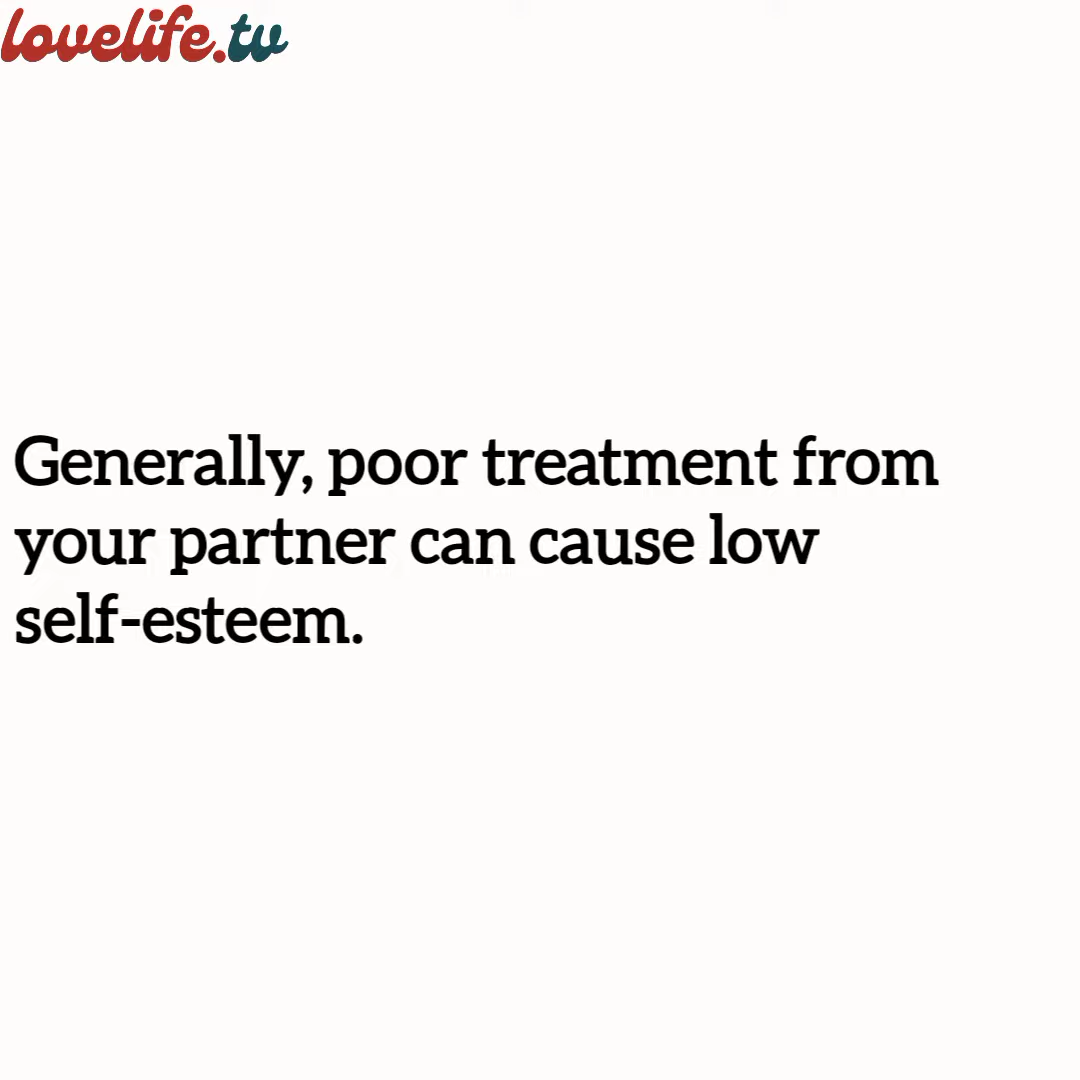 lovelife.tv
Generally, poor treatment from
your partner can cause low
self-esteem.